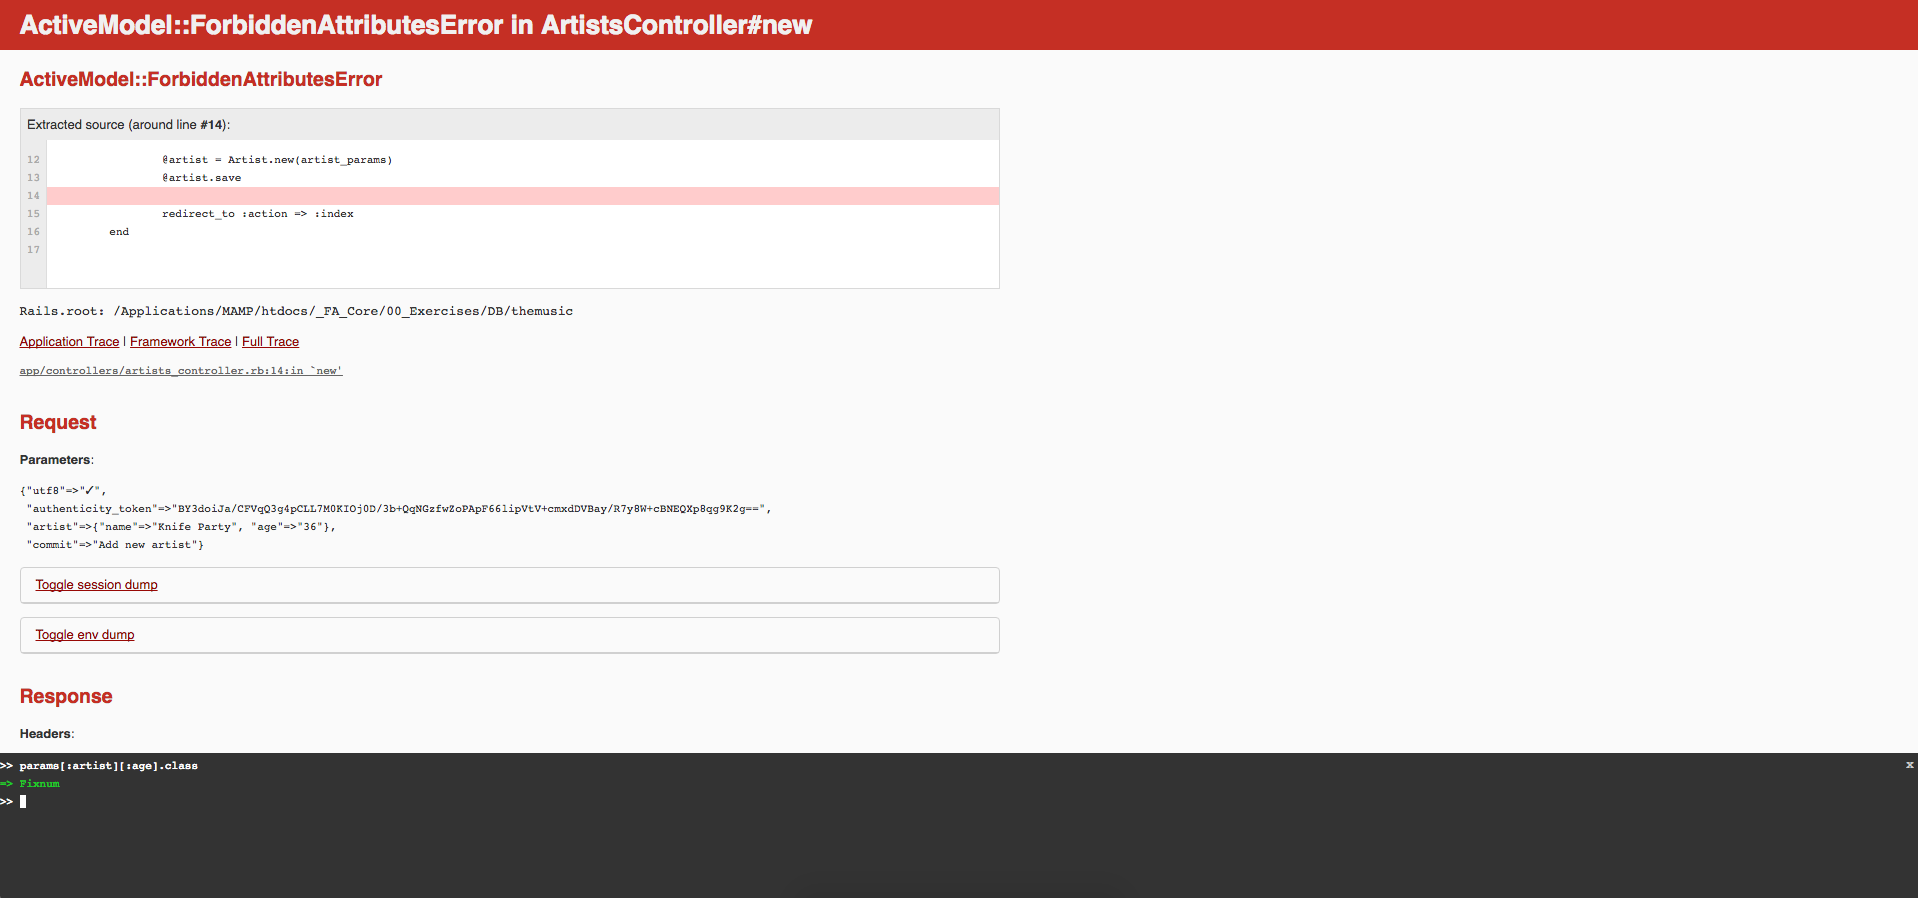 ActiveModel::ForbiddenAttributesError in ArtistsController#new
ActiveModel::ForbiddenAttributesError
Extracted source (around line #14):
12 @artist = Artist.new(artist_params)
13 @artist.save
14
15 redirect_to :action => :index
16 end
17
Rails.root: /Applications/MAMP/htdocs/_FA_Core/00_Exercises/DB/themusic
Application Trace | Framework Trace | Full Trace
app/controllers/artists_controller.rb:14:in `new'
Request
Parameters:
{"utf8"=>"✓",
"authenticity_token"=>"BY3doiJa/CFVqQ3g4pCLL7M0KIOj0D/3b+QqNGzfwZoPApF66lipVtV+cmxdDVBay/R7y8W+cBNEQXp8qg9K2g==",
"artist"=>{"name"=>"Knife Party", "age"=>"36"},
"commit"=>"Add new artist"}
Toggle session dump
Toggle env dump
Response
Headers:
>> params[:artist][:age].class
x
=> Fixnum
>>